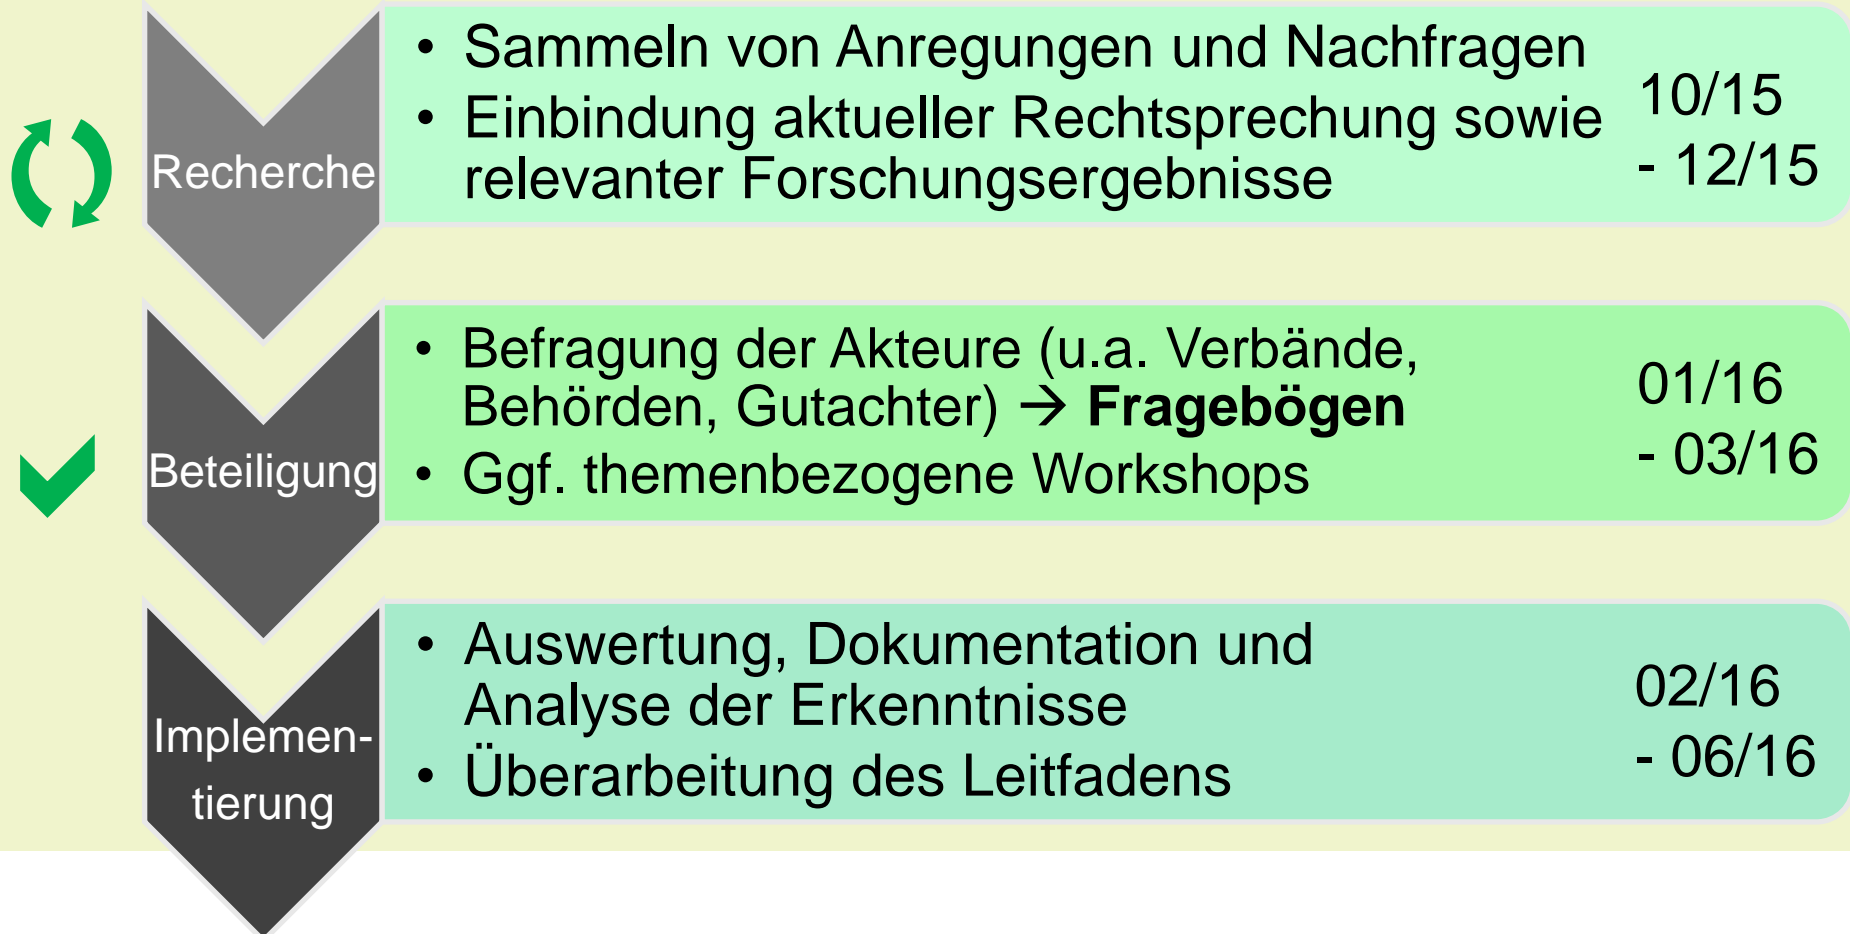 Recherche
• Sammeln von Anregungen und Nachfragen
• Einbindung aktueller Rechtsprechung sowie
relevanter Forschungsergebnisse
10/15
- 12/15
Beteiligung
• Befragung der Akteure (u.a. Verbände,
Behörden, Gutachter) → Fragebögen
• Ggf. themenbezogene Workshops
01/16
- 03/16
Implemen-
tierung
• Auswertung, Dokumentation und
Analyse der Erkenntnisse
• Überarbeitung des Leitfadens
02/16
- 06/16